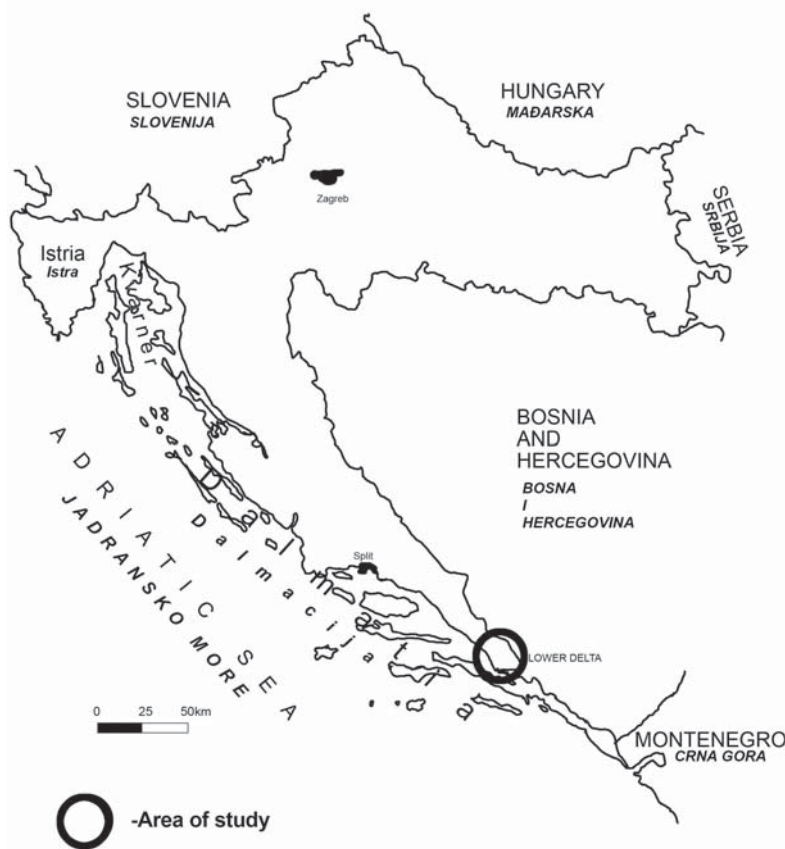 SLOVENIA
SLOVENIJA
HUNGARY
MAĐARSKA
Zagreb
SERBIA
SRBIJA
Istria
Istra
Kvarner
BOSNIA
AND
HERCEGOVINA
BOSNA
I
HERCEGOVINA
ADRIATIC SEA
JADRANSKO MORE
Dalmatia
Dalmacija
Split
LOWER DELTA
0 25 50km
MONTENEGRO
CRNA GORA
-Area of study